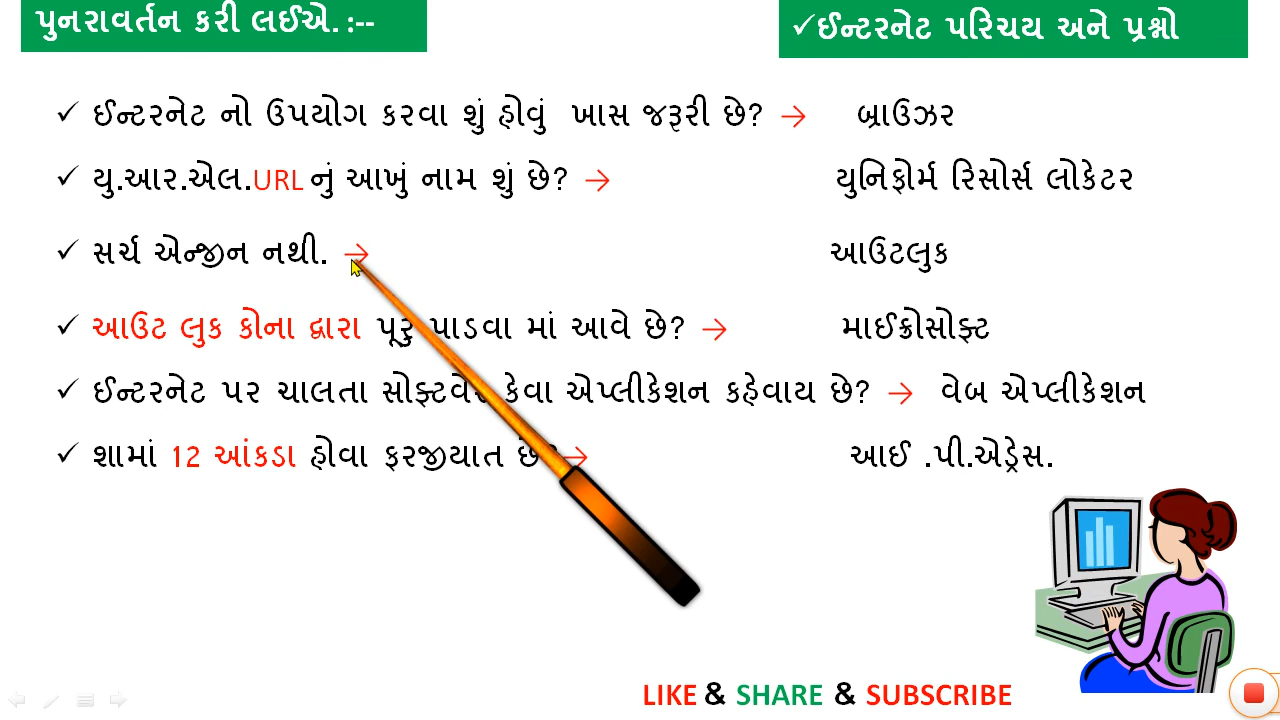 પુનરાવર્તન કરી લઈએ. :--
✓ઈન્ટરનેટ પરિચય અને પ્રશ્નો
✓ ઈન્ટરનેટ નો ઉપયોગ કરવા શું હોવું ખાસ જરૂરી છે? → બ્રાઉઝર
✓ યુ.આર.એલ.URL નું આખું નામ શું છે? → યુનિફોર્મ રિસોર્સ લોકેટર
✓ સર્ચ એન્જીન નથી. → આઉટલુક
✓ આઉટ લુક કોના દ્વારા પૂરુ પાડવા માં આવે છે? → માઈક્રોસોફ્ટ
✓ ઈન્ટરનેટ પર ચાલતા સોફ્ટવેર કેવા એપ્લીકેશન કહેવાય છે? → વેબ એપ્લીકેશન
✓ શામાં 12 આંકડા હોવા ફરજીયાત છે? → આઈ .પી.એડ્રેસ.
LIKE & SHARE & SUBSCRIBE